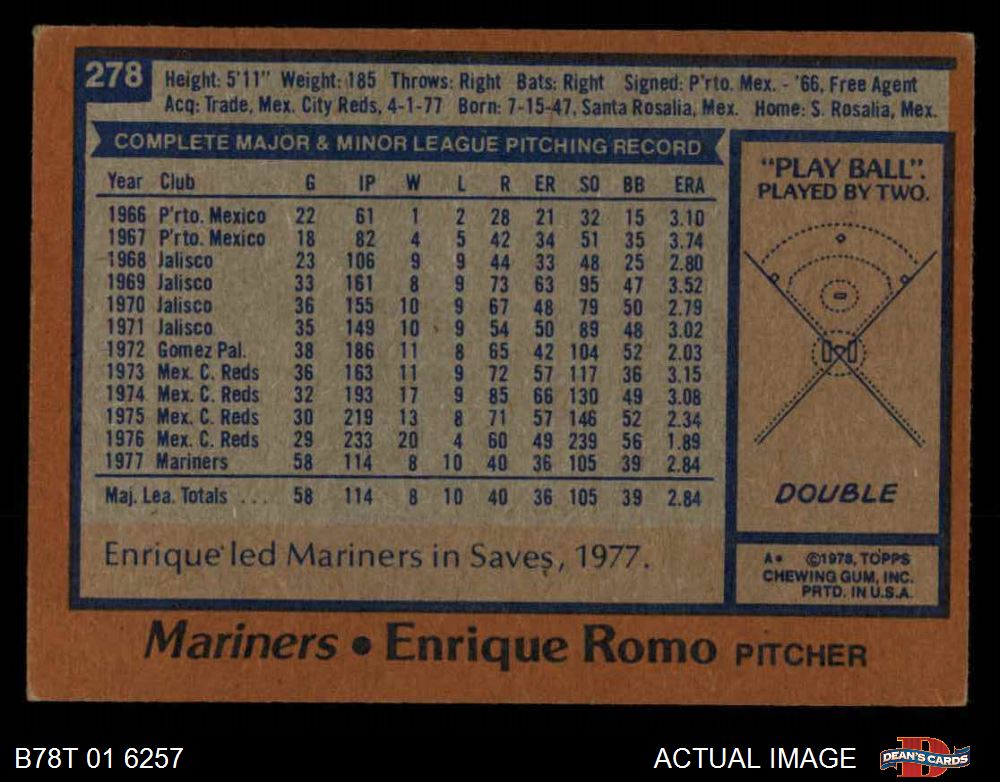 278
Height: 5'11" Weight: 185 Throws: Right Bats: Right Signed: P'rto. Mex. - '66, Free Agent
Acq: Trade, Mex. City Reds, 4-1-77 Born: 7-15-47, Santa Rosalia, Mex. Home: S. Rosalia, Mex.
COMPLETE MAJOR & MINOR LEAGUE PITCHING RECORD
Year Club G IP W L R ER SO BB ERA
1966 P'rto. Mexico 22 61 1 2 28 21 32 15 3.10
1967 P'rto. Mexico 18 82 4 5 42 34 51 35 3.74
1968 Jalisco 23 106 9 9 44 33 48 25 2.80
1969 Jalisco 33 161 8 9 73 63 95 47 3.52
1970 Jalisco 36 155 10 9 67 48 79 50 2.79
1971 Jalisco 35 149 10 9 54 50 89 48 3.02
1972 Gomez Pal. 38 186 11 8 65 42 104 52 2.03
1973 Mex. C. Reds 36 163 11 9 72 57 117 36 3.15
1974 Mex. C. Reds 32 193 17 9 85 66 130 49 3.08
1975 Mex. C. Reds 30 219 13 8 71 57 146 52 2.34
1976 Mex. C. Reds 29 233 20 4 60 49 239 56 1.89
1977 Mariners 58 114 8 10 40 36 105 39 2.84
Maj. Lea. Totals ... 58 114 8 10 40 36 105 39 2.84
Enrique led Mariners in Saves, 1977.
"PLAY BALL":
PLAYED BY TWO.
DOUBLE
A* ©1978, TOPPS
CHEWING GUM, INC.
PRTD. IN U.S.A.
Mariners • Enrique Romo PITCHER
B78T 01 6257
ACTUAL IMAGE
D
DEAN'S CARDS